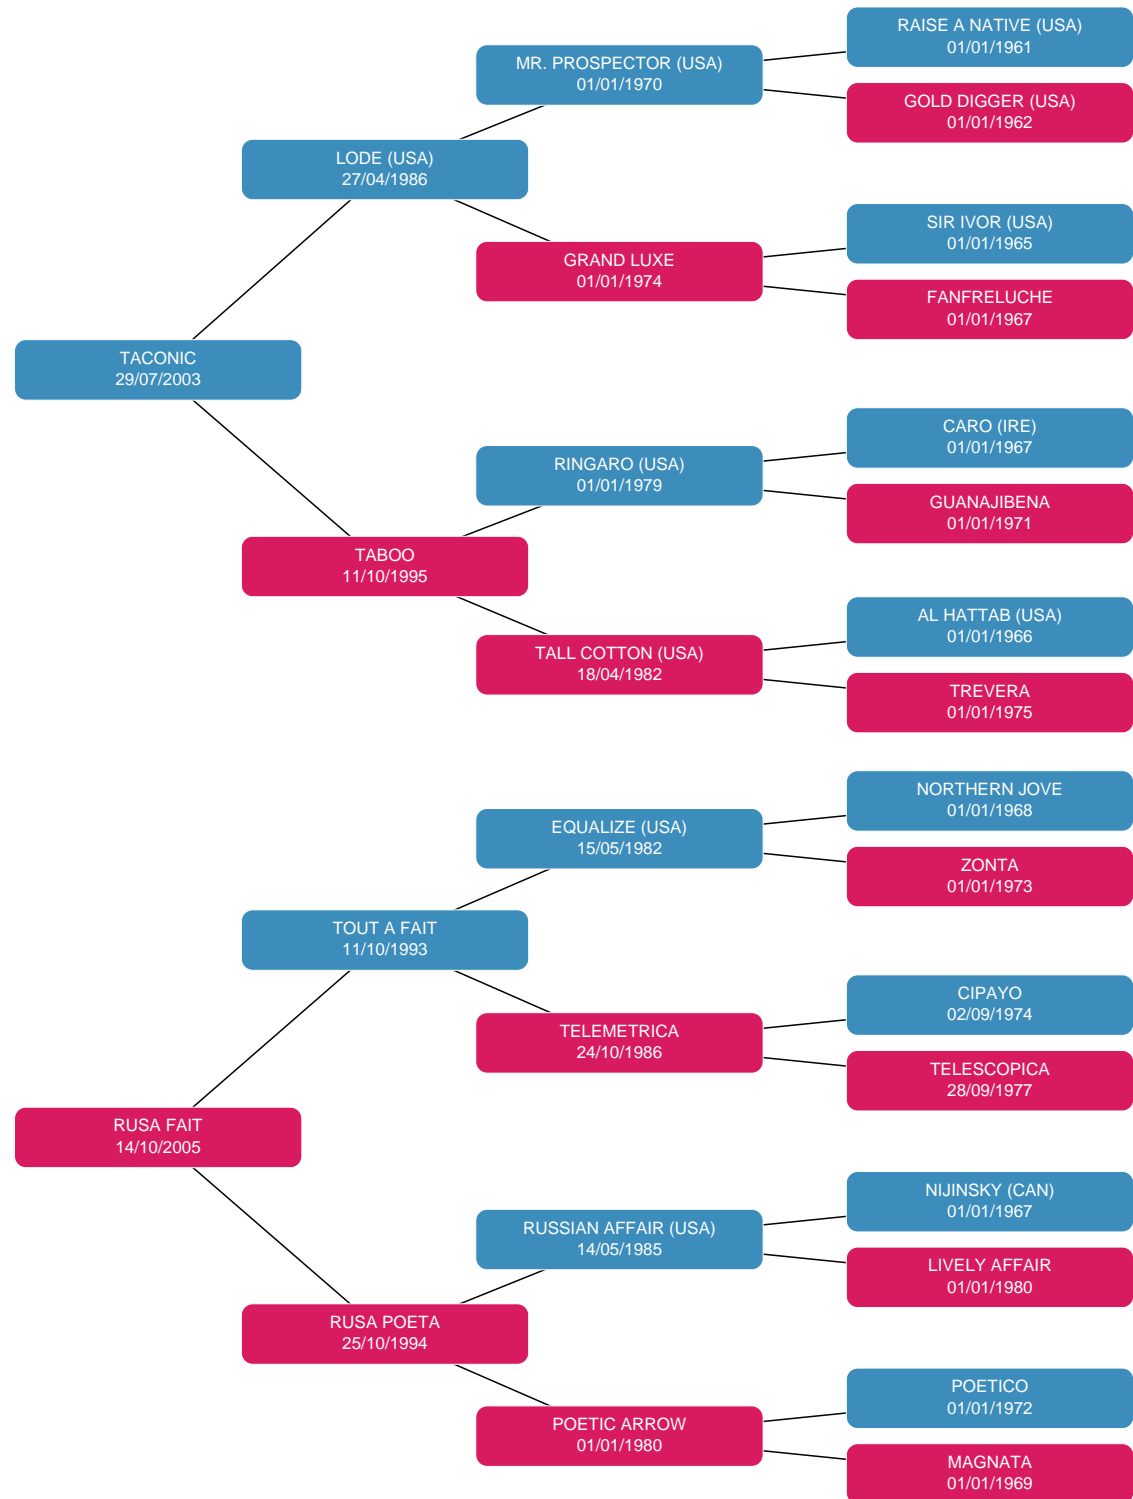 RAISE A NATIVE (USA)
01/01/1961
MR. PROSPECTOR (USA)
01/01/1970
GOLD DIGGER (USA)
01/01/1962
LODE (USA)
27/04/1986
SIR IVOR (USA)
01/01/1965
GRAND LUXE
01/01/1974
FANFRELUCHE
01/01/1967
TACONIC
29/07/2003
CARO (IRE)
01/01/1967
RINGARO (USA)
01/01/1979
GUANAJIBENA
01/01/1971
TABOO
11/10/1995
AL HATTAB (USA)
01/01/1966
TALL COTTON (USA)
18/04/1982
TREVERA
01/01/1975
NORTHERN JOVE
01/01/1968
EQUALIZE (USA)
15/05/1982
ZONTA
01/01/1973
TOUT A FAIT
11/10/1993
CIPAYO
02/09/1974
TELEMETRICA
24/10/1986
TELESCOPICA
28/09/1977
RUSA FAIT
14/10/2005
NIJINSKY (CAN)
01/01/1967
RUSSIAN AFFAIR (USA)
14/05/1985
LIVELY AFFAIR
01/01/1980
RUSA POETA
25/10/1994
POETICO
01/01/1972
POETIC ARROW
01/01/1980
MAGNATA
01/01/1969